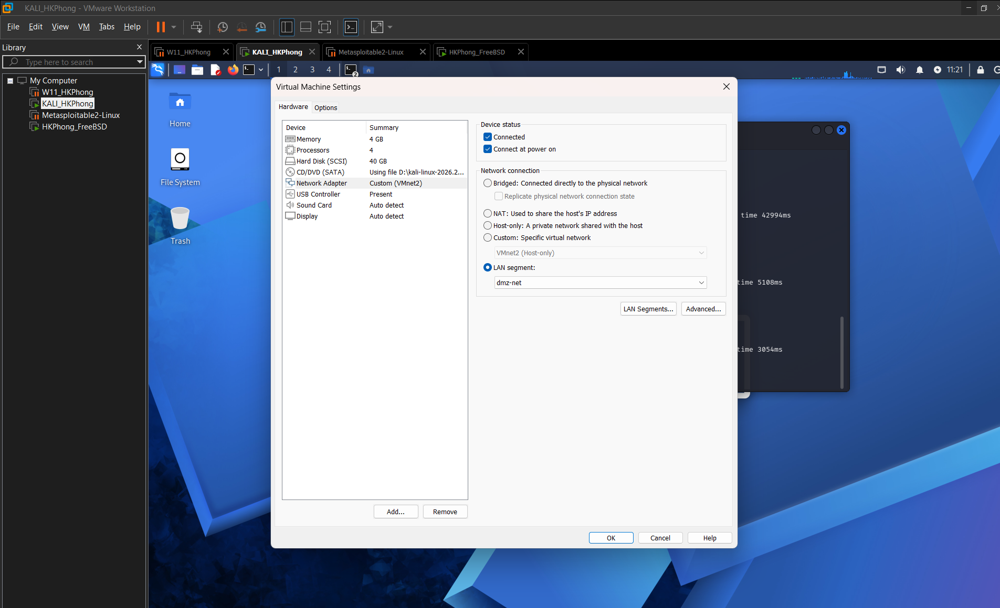 KALI_HKPhong - VMware Workstation
File Edit View VM Tabs Help
Library
Type here to search
My Computer
W11_HKPhong
KALI_HKPhong
Metasploitable2-Linux
HKPhong_FreeBSD
W11_HKPhong KALI_HKPhong Metasploitable2-Linux HKPhong_FreeBSD
1 2 3 4 2 11:21
Home
File System
Trash
Virtual Machine Settings
Hardware Options
Device Summary
Memory 4 GB
Processors 4
Hard Disk (SCSI) 40 GB
CD/DVD (SATA) Using file D:\kali-linux-2026.2...
Network Adapter Custom (VMnet2)
USB Controller Present
Sound Card Auto detect
Display Auto detect
Add... Remove
Device status
Connected
Connect at power on
Network connection
Bridged: Connected directly to the physical network
Replicate physical network connection state
NAT: Used to share the host's IP address
Host-only: A private network shared with the host
Custom: Specific virtual network
VMnet2 (Host-only)
LAN segment:
dmz-net
LAN Segments... Advanced...
OK Cancel Help
time 42994ms
time 5108ms
time 3054ms